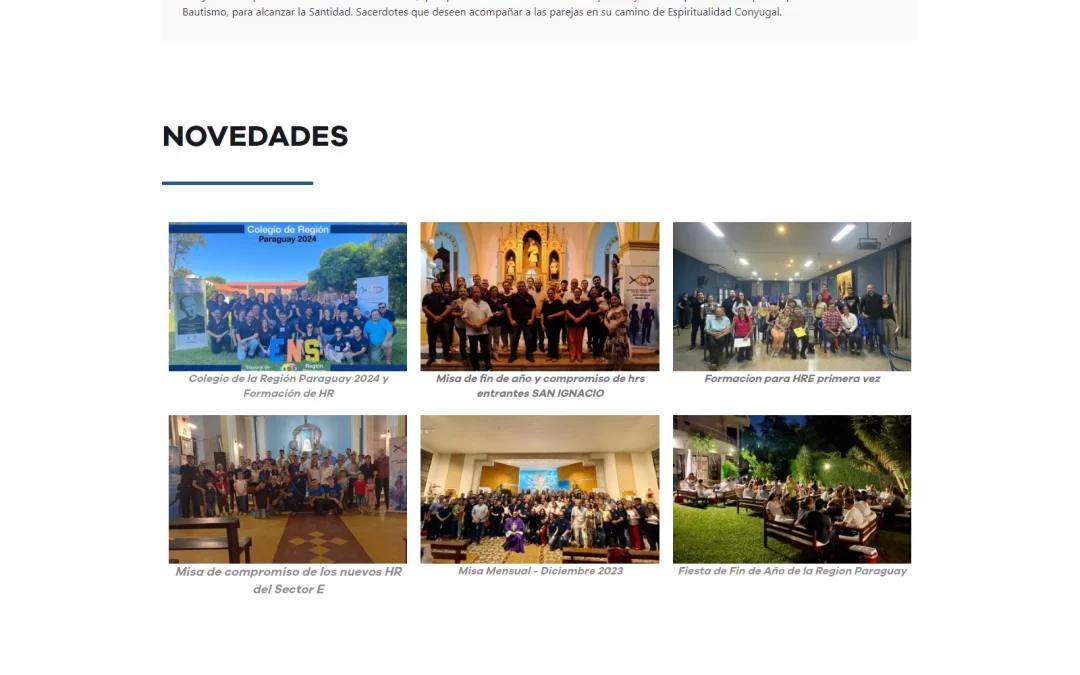 Bautismo, para alcanzar la Santidad. Sacerdotes que deseen acompañar a las parejas en su camino de Espiritualidad Conyugal.
NOVEDADES
Colegio de Región
Paraguay 2024
ENS
Región
Colegio de la Región Paraguay 2024 y
Formación de HR
Misa de fin de año y compromiso de hrs
entrantes SAN IGNACIO
Formacion para HRE primera vez
Misa de compromiso de los nuevos HR
del Sector E
Misa Mensual - Diciembre 2023
Fiesta de Fin de Año de la Region Paraguay